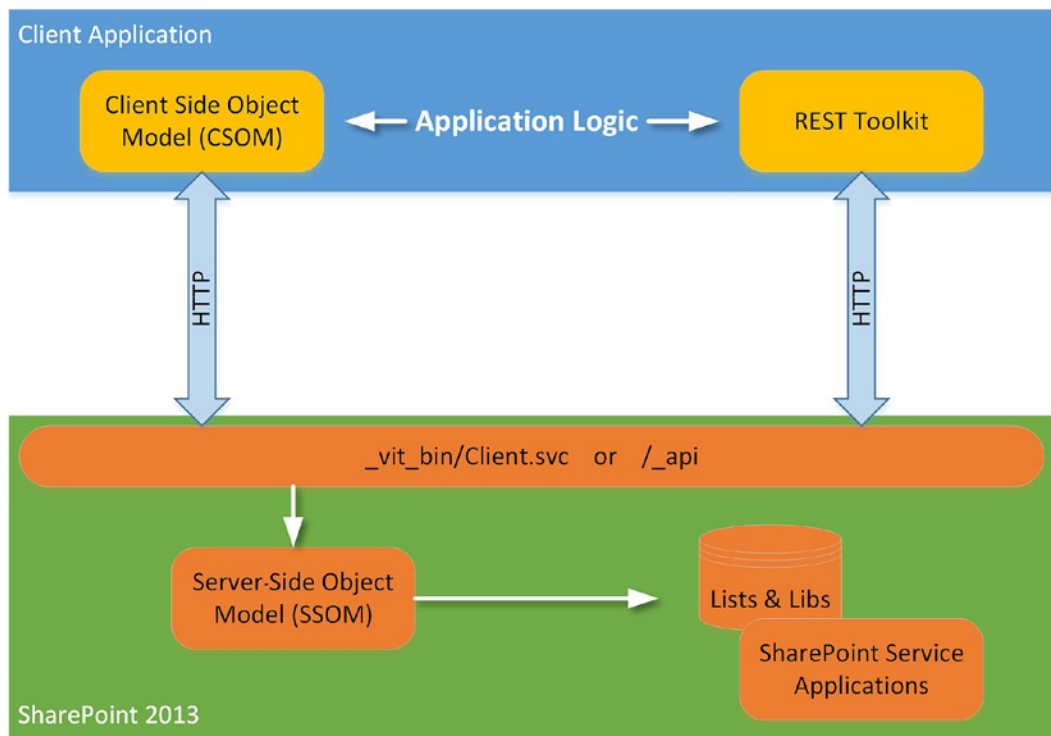 Client Application
Client Side Object
Model (CSOM)
Application Logic
REST Toolkit
HTTP
HTTP
_vit_bin/Client.svc or /_api
Server-Side Object
Model (SSOM)
Lists & Libs
SharePoint Service
Applications
SharePoint 2013